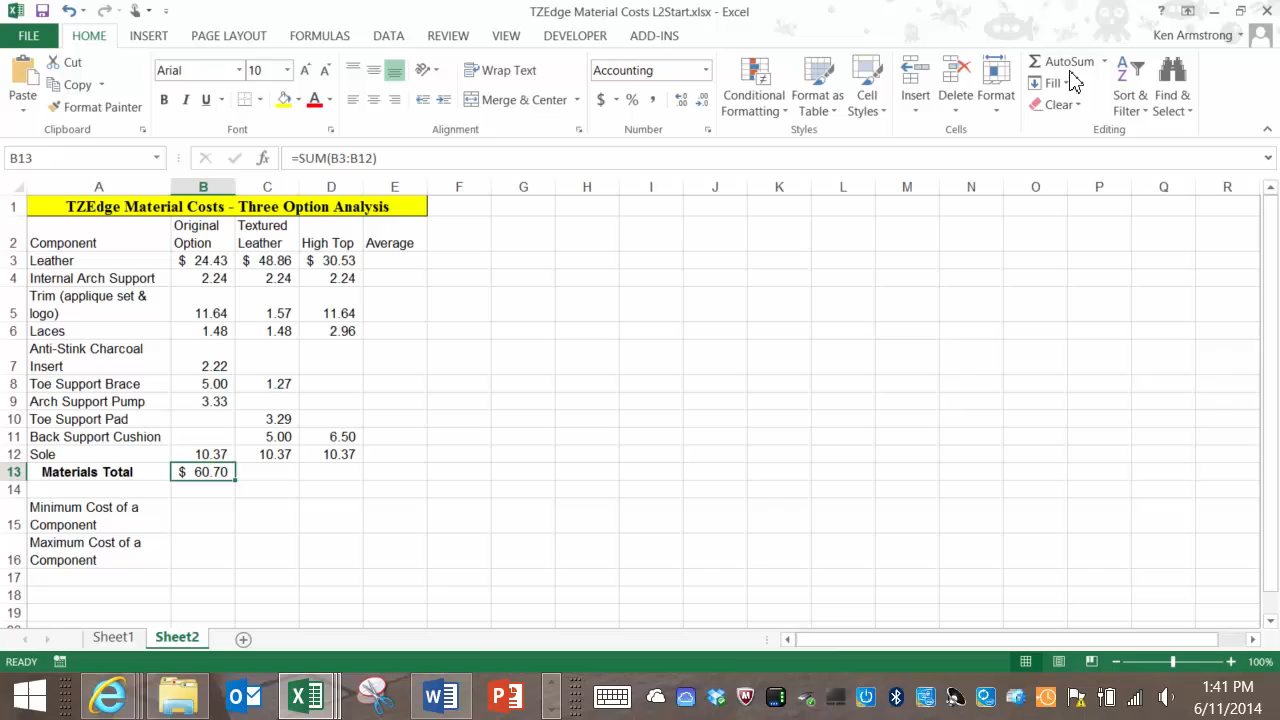 TZEdge Material Costs L2Start.xlsx - Excel
?
FILE HOME INSERT PAGE LAYOUT FORMULAS DATA REVIEW VIEW DEVELOPER ADD-INS Ken Armstrong
Paste
Cut
Copy
Format Painter
Clipboard
Arial 10
B I U
Font
Wrap Text
Merge & Center
Alignment
Accounting
$ % ,
Number
Conditional
Formatting
Format as
Table
Cell
Styles
Styles
Insert Delete Format
Cells
AutoSum
Fill
Clear
Sort &
Filter
Find &
Select
Editing
B13 =SUM(B3:B12)
A B C D E F G H I J K L M N O P Q R
1 TZEdge Material Costs - Three Option Analysis
2 Component Original Option Textured Leather High Top Average
3 Leather $ 24.43 $ 48.86 $ 30.53
4 Internal Arch Support 2.24 2.24 2.24
Trim (applique set &
5 logo) 11.64 1.57 11.64
6 Laces 1.48 1.48 2.96
Anti-Stink Charcoal
7 Insert 2.22
8 Toe Support Brace 5.00 1.27
9 Arch Support Pump 3.33
10 Toe Support Pad 3.29
11 Back Support Cushion 5.00 6.50
12 Sole 10.37 10.37 10.37
13 Materials Total $ 60.70
14
Minimum Cost of a
15 Component
Maximum Cost of a
16 Component
17
18
19
Sheet1 Sheet2
READY 100%
1:41 PM
6/11/2014